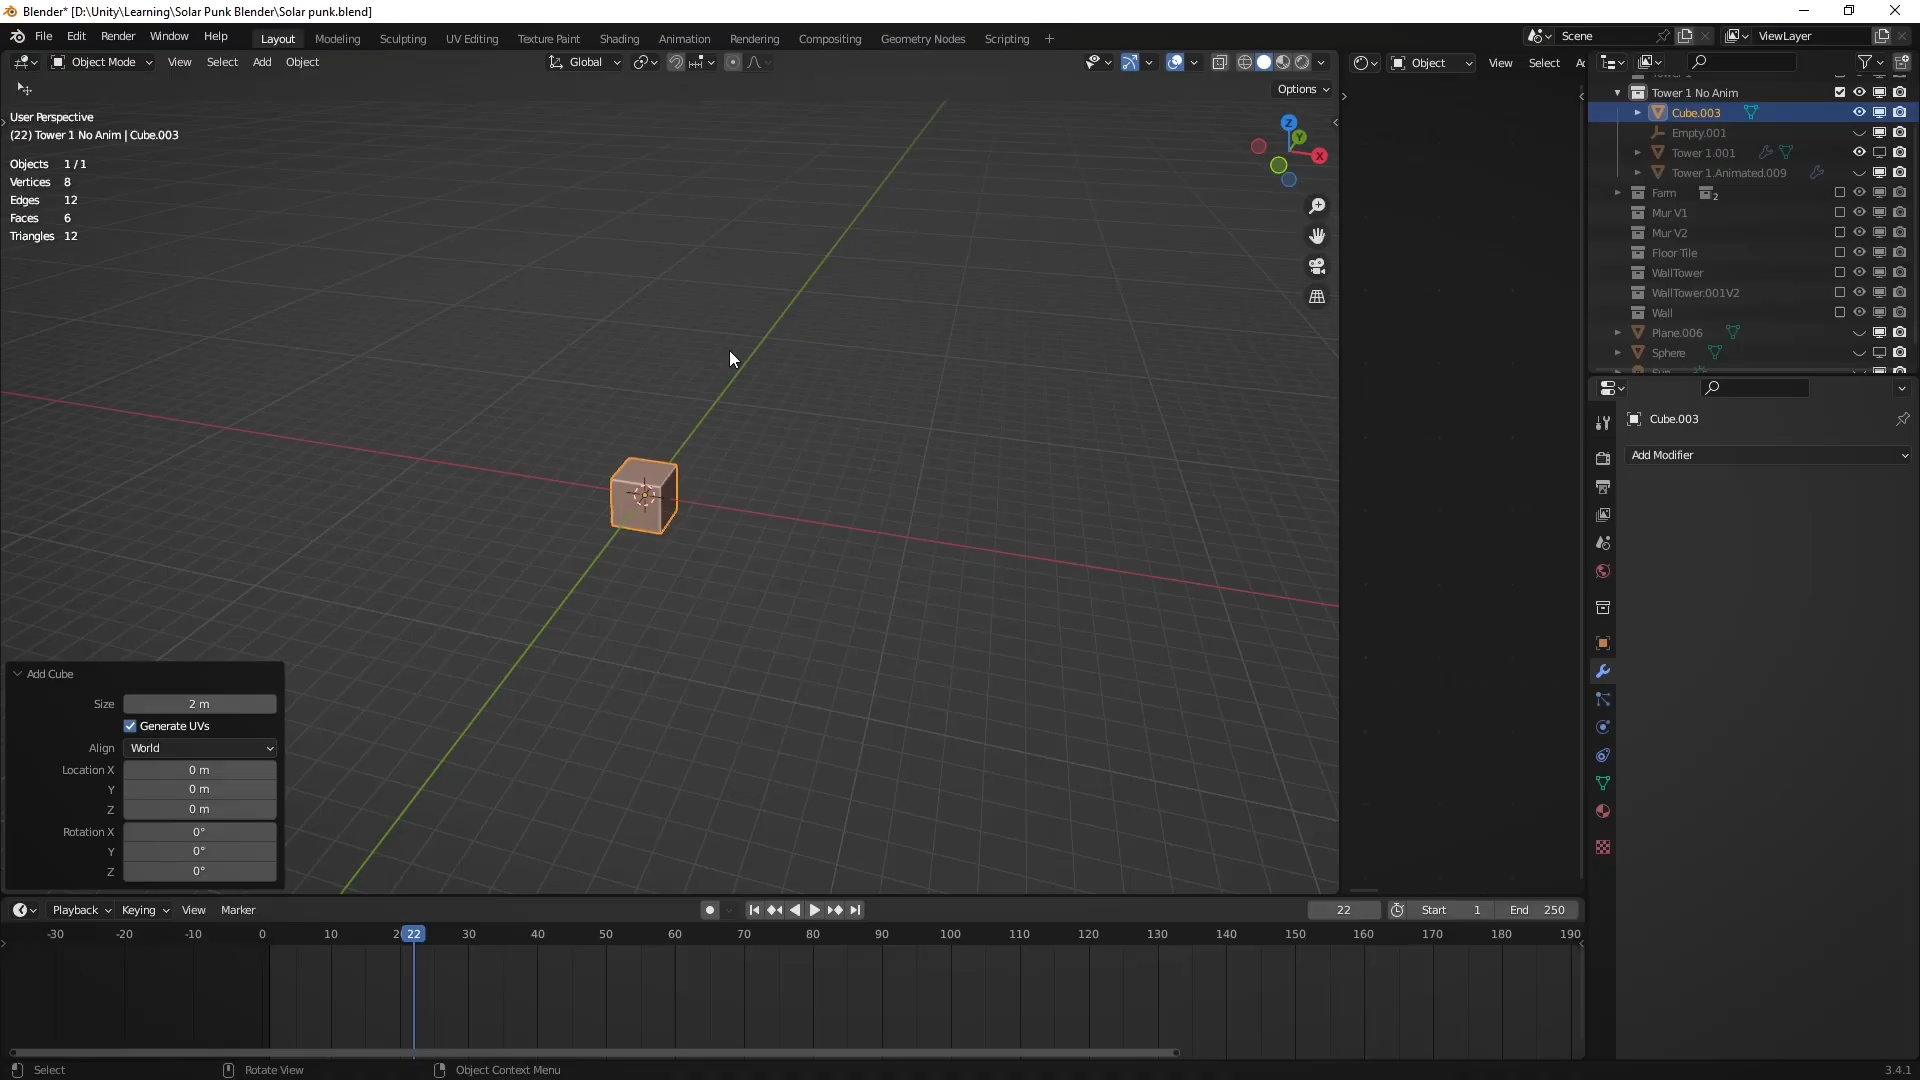 Blender* [D:\Unity\Learning\Solar Punk Blender\Solar punk.blend]
File Edit Render Window Help Layout Modeling Sculpting UV Editing Texture Paint Shading Animation Rendering Compositing Geometry Nodes Scripting + Scene ViewLayer
Object Mode View Select Add Object Global Object View Select
Options
User Perspective
(22) Tower 1 No Anim | Cube.003
Objects 1 / 1
Vertices 8
Edges 12
Faces 6
Triangles 12
Z
Y
X
Tower 1 No Anim
Cube.003
Empty.001
Tower 1.001
Tower 1.Animated.009
Farm 2
Mur V1
Mur V2
Floor Tile
WallTower
WallTower.001V2
Wall
Plane.006
Sphere
Cube.003
Add Modifier
Add Cube
Size 2 m
Generate UVs
Align World
Location X 0 m
Y 0 m
Z 0 m
Rotation X 0°
Y 0°
Z 0°
Playback Keying View Marker 22 Start 1 End 250
-30 -20 -10 0 10 22 30 40 50 60 70 80 90 100 110 120 130 140 150 160 170 180 190
Select Rotate View Object Context Menu 3.4.1